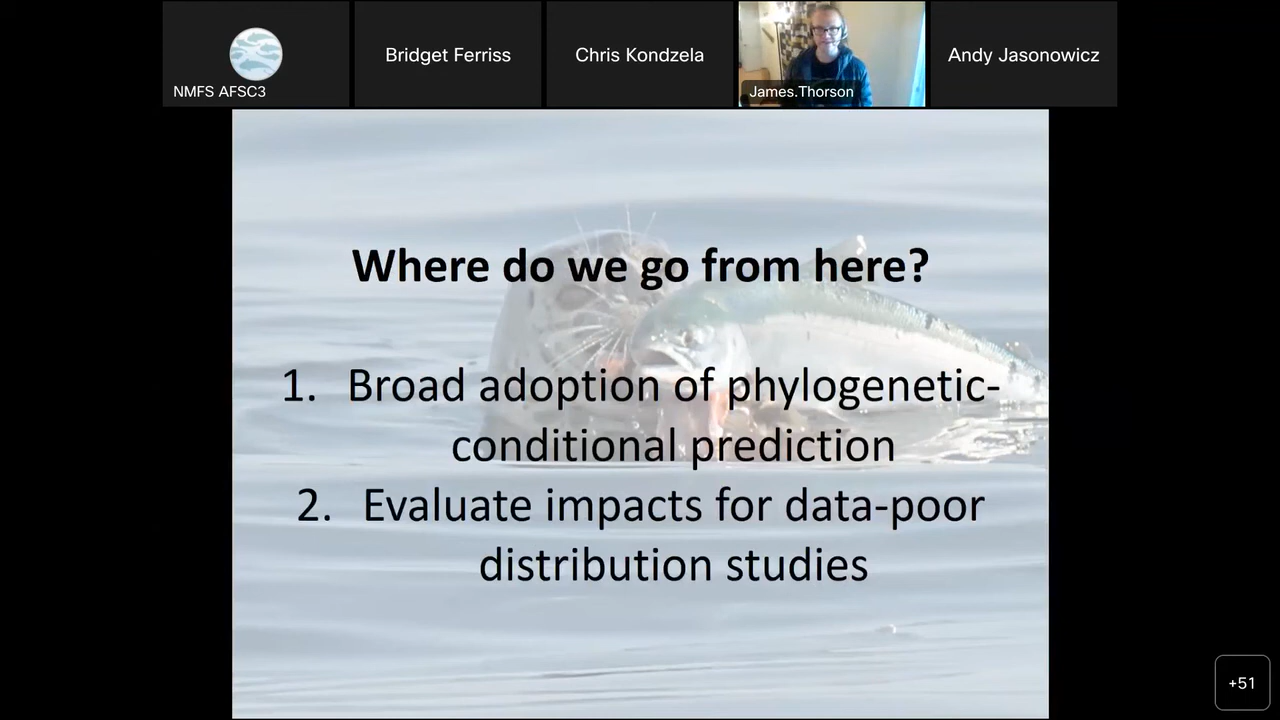 NMFS AFSC3
Bridget Ferriss
Chris Kondzela
James.Thorson
Andy Jasonowicz
Where do we go from here?
1. Broad adoption of phylogenetic-
conditional prediction
2. Evaluate impacts for data-poor
distribution studies
+51